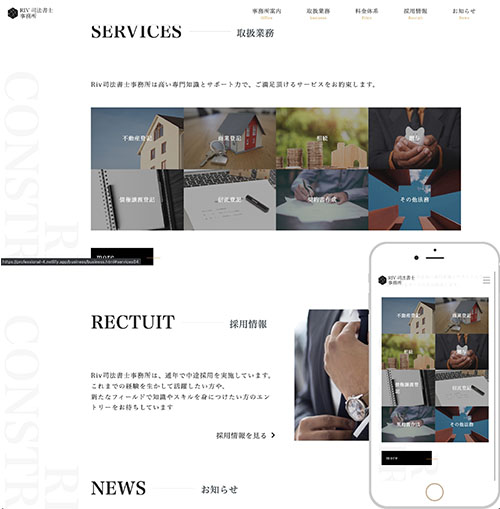 RIV 司法書士
事務所
事務所案内
Office
取扱業務
business
料金体系
Price
採用情報
Recruit
お知らせ
News
SERVICES
取扱業務
Riv司法書士事務所は高い専門知識とサポート力で、ご満足頂けるサービスをお約束します。
不動産登記
商業登記
相続
贈与
債権譲渡登記
訂正登記
契約書作成
その他法務
more
https://professional-4.netlify.app/business/business.html#services04
CONSTR
RI
RECTUIT
採用情報
Riv司法書士事務所は、通年で中途採用を実施しています。
これまでの経験を生かして活躍したい方や、
新たなフィールドで知識やスキルを身につけたい方のエン
トリーをお待ちしています
採用情報を見る
CONSTR
RI
NEWS
お知らせ
RIV 司法書士
事務所
不動産登記
商業登記
相続
贈与
債権譲渡登
記
訂正登記
契約書作成
その他法務
more